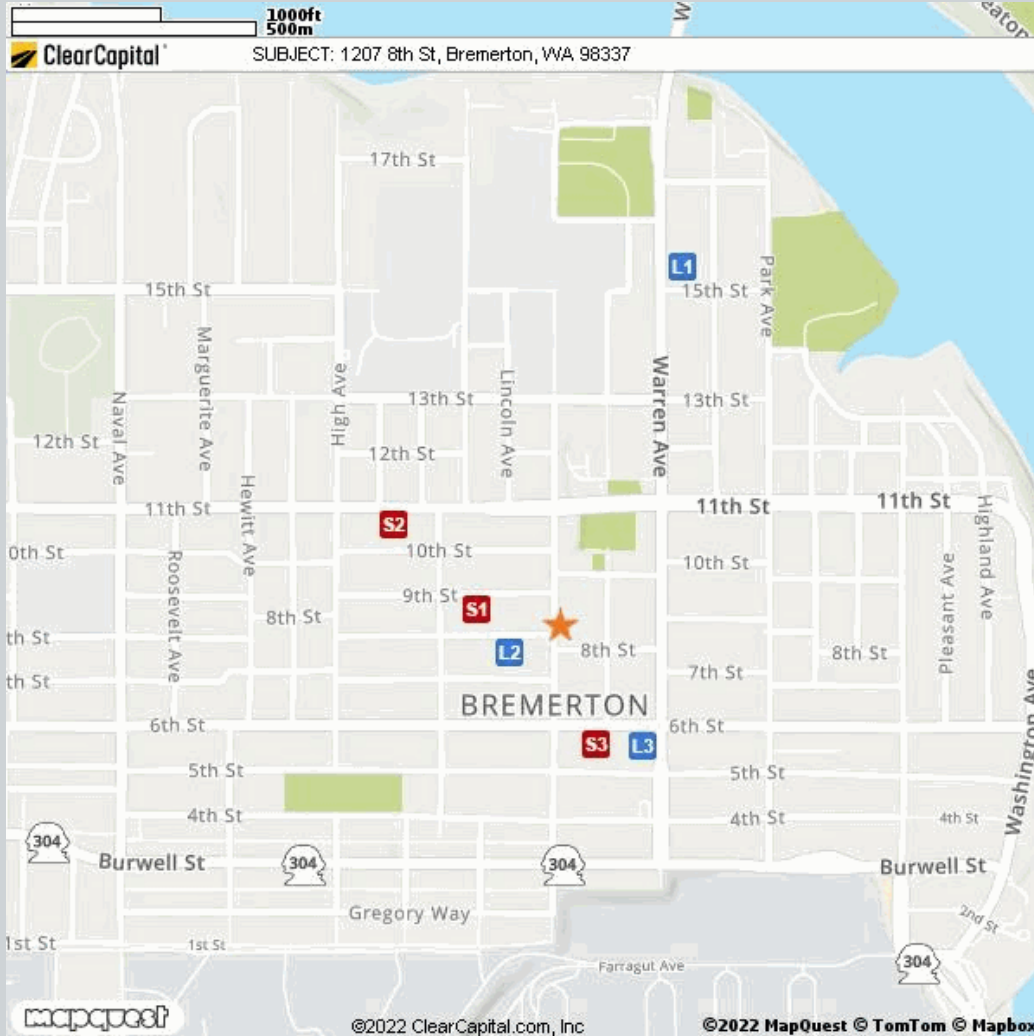 1000ft
500m
ClearCapital
SUBJECT: 1207 8th St, Bremerton, WA 98337
W
17th St
L1
15th St
15th St
Park Ave
Marguerite Ave
High Ave
Lincoln Ave
Warren Ave
Naval Ave
13th St
13th St
12th St
12th St
11th St
11th St
11th St
S2
Hewitt Ave
Highland Ave
0th St
10th St
10th St
Roosevelt Ave
Pleasant Ave
9th St
S1
8th St
th St
L2
8th St
8th St
th St
7th St
BREMERTON
Washington Ave
6th St
6th St
S3
L3
5th St
5th St
4th St
4th St
4th St
304
Burwell St
304
304
Burwell St
Gregory Way
2nd St
1st St
1st St
Farragut Ave
304
mapquest
©2022 ClearCapital.com, Inc
©2022 MapQuest © TomTom © Mapbox